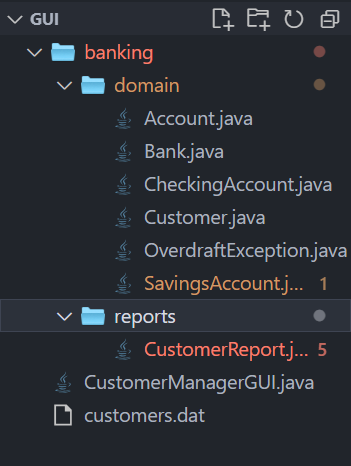 GUI
banking
domain
Account.java
Bank.java
CheckingAccount.java
Customer.java
OverdraftException.java
SavingsAccount.j... 1
reports
CustomerReport.j... 5
CustomerManagerGUI.java
customers.dat